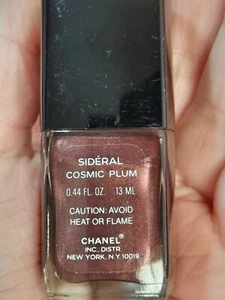 SIDÉRAL
COSMIC PLUM
0.44 FL. OZ. 13 ML
CAUTION: AVOID
HEAT OR FLAME
CHANEL®
INC., DISTR.
NEW YORK, N.Y. 10019